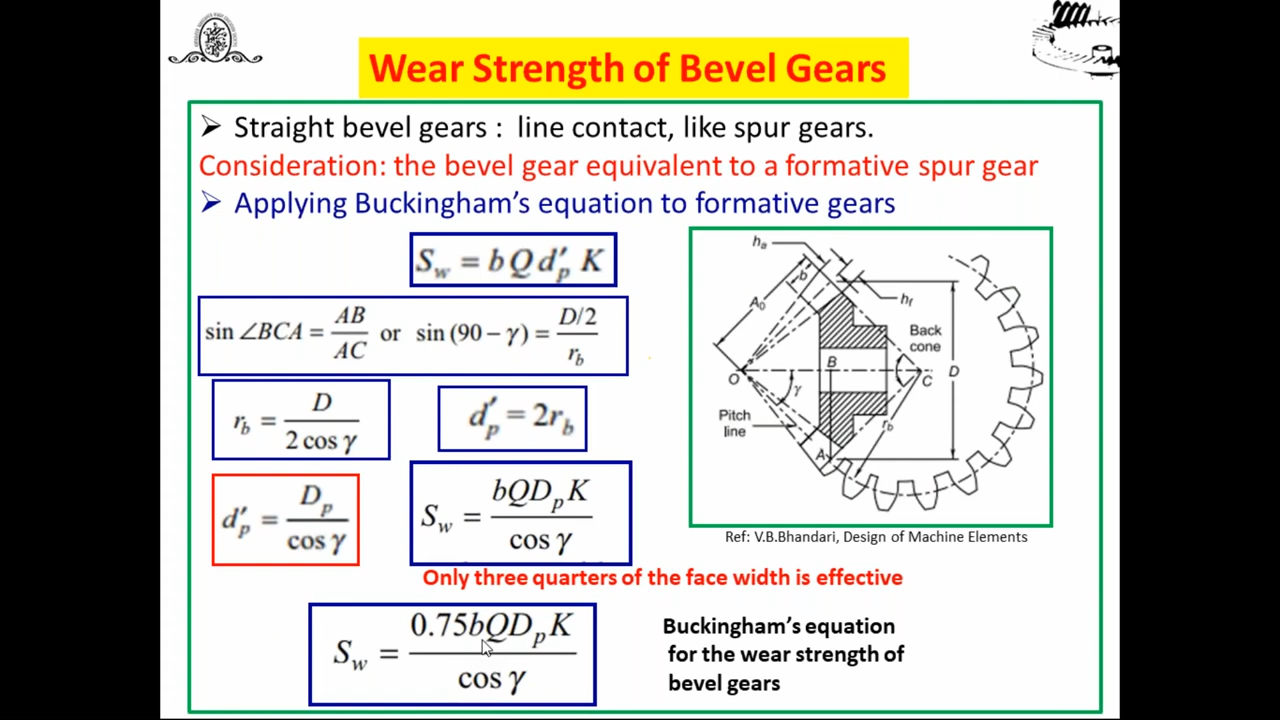 Wear Strength of Bevel Gears
➢ Straight bevel gears : line contact, like spur gears.
Consideration: the bevel gear equivalent to a formative spur gear
➢ Applying Buckingham's equation to formative gears
S_w = b Q d'_p K
sin ∠BCA = AB/AC or sin (90 − γ) = (D/2)/r_b
r_b = D/(2 cos γ)
d'_p = 2r_b
d'_p = D_p/cos γ
S_w = bQD_pK/cos γ
h_a
b
A_0
h_f
Back
cone
B
O
C
D
γ
Pitch
line
r_b
A
Ref: V.B.Bhandari, Design of Machine Elements
Only three quarters of the face width is effective
S_w = 0.75bQD_pK/cos γ
Buckingham's equation
for the wear strength of
bevel gears